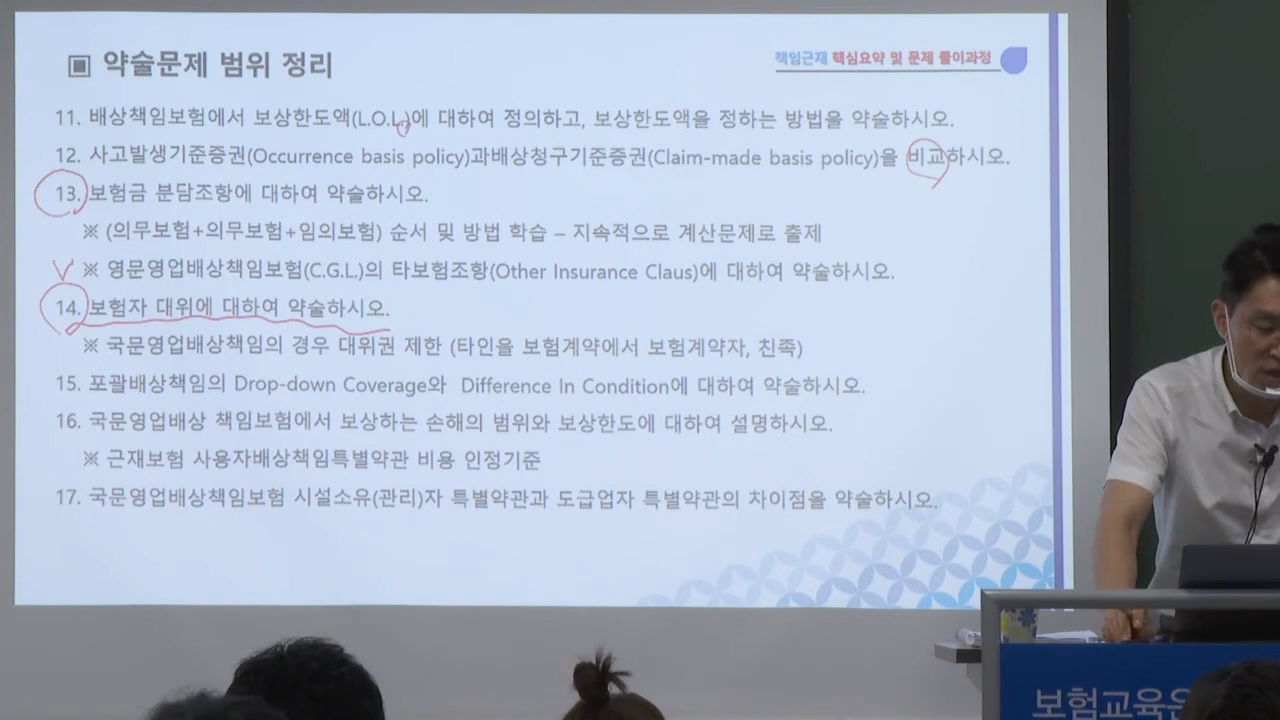 ▣ 약술문제 범위 정리
책임근재 핵심요약 및 문제 풀이과정
11. 배상책임보험에서 보상한도액(L.O.L)에 대하여 정의하고, 보상한도액을 정하는 방법을 약술하시오.
12. 사고발생기준증권(Occurrence basis policy)과배상청구기준증권(Claim-made basis policy)을 비교하시오.
13. 보험금 분담조항에 대하여 약술하시오.
※ (의무보험+의무보험+임의보험) 순서 및 방법 학습 – 지속적으로 계산문제로 출제
※ 영문영업배상책임보험(C.G.L.)의 타보험조항(Other Insurance Claus)에 대하여 약술하시오.
14. 보험자 대위에 대하여 약술하시오.
※ 국문영업배상책임의 경우 대위권 제한 (타인을 보험계약에서 보험계약자, 친족)
15. 포괄배상책임의 Drop-down Coverage와 Difference In Condition에 대하여 약술하시오.
16. 국문영업배상 책임보험에서 보상하는 손해의 범위와 보상한도에 대하여 설명하시오.
※ 근재보험 사용자배상책임특별약관 비용 인정기준
17. 국문영업배상책임보험 시설소유(관리)자 특별약관과 도급업자 특별약관의 차이점을 약술하시오.
보험교육은